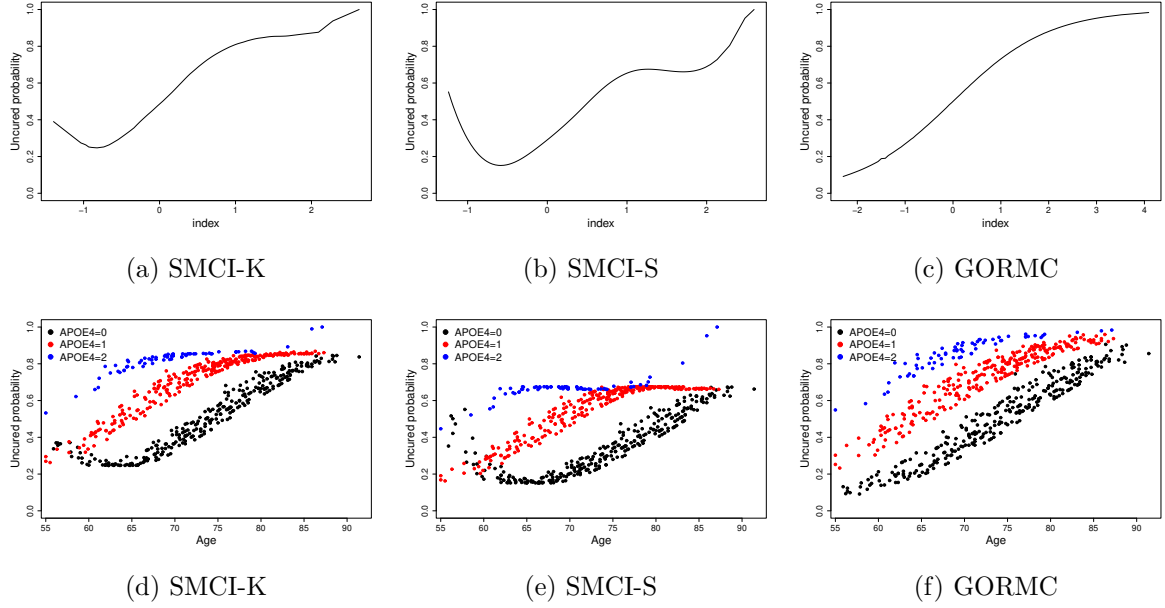 Uncured probability
0.0 0.2 0.4 0.6 0.8 1.0
−1 0 1 2
index
(a) SMCI-K
Uncured probability
0.0 0.2 0.4 0.6 0.8 1.0
−1 0 1 2
index
(b) SMCI-S
Uncured probability
0.0 0.2 0.4 0.6 0.8 1.0
−2 −1 0 1 2 3 4
index
(c) GORMC
Uncured probability
0.0 0.2 0.4 0.6 0.8 1.0
APOE4=0
APOE4=1
APOE4=2
55 60 65 70 75 80 85 90
Age
(d) SMCI-K
Uncured probability
0.0 0.2 0.4 0.6 0.8 1.0
APOE4=0
APOE4=1
APOE4=2
55 60 65 70 75 80 85 90
Age
(e) SMCI-S
Uncured probability
0.0 0.2 0.4 0.6 0.8 1.0
APOE4=0
APOE4=1
APOE4=2
55 60 65 70 75 80 85 90
Age
(f) GORMC